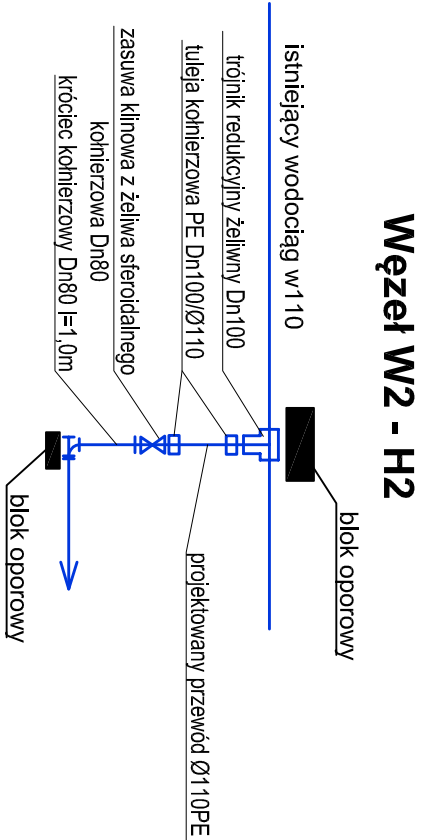 Węzeł W2 - H2
blok oporowy
istniejący wodociąg w110
trójnik redukcyjny żeliwny Dn100
tuleja kołnierzowa PE Dn100/Ø110
projektowany przewód Ø110PE
zasuwa klinowa z żeliwa sferoidalnego
kołnierzowa Dn80
króciec kołnierzowy Dn80 l=1,0m
blok oporowy